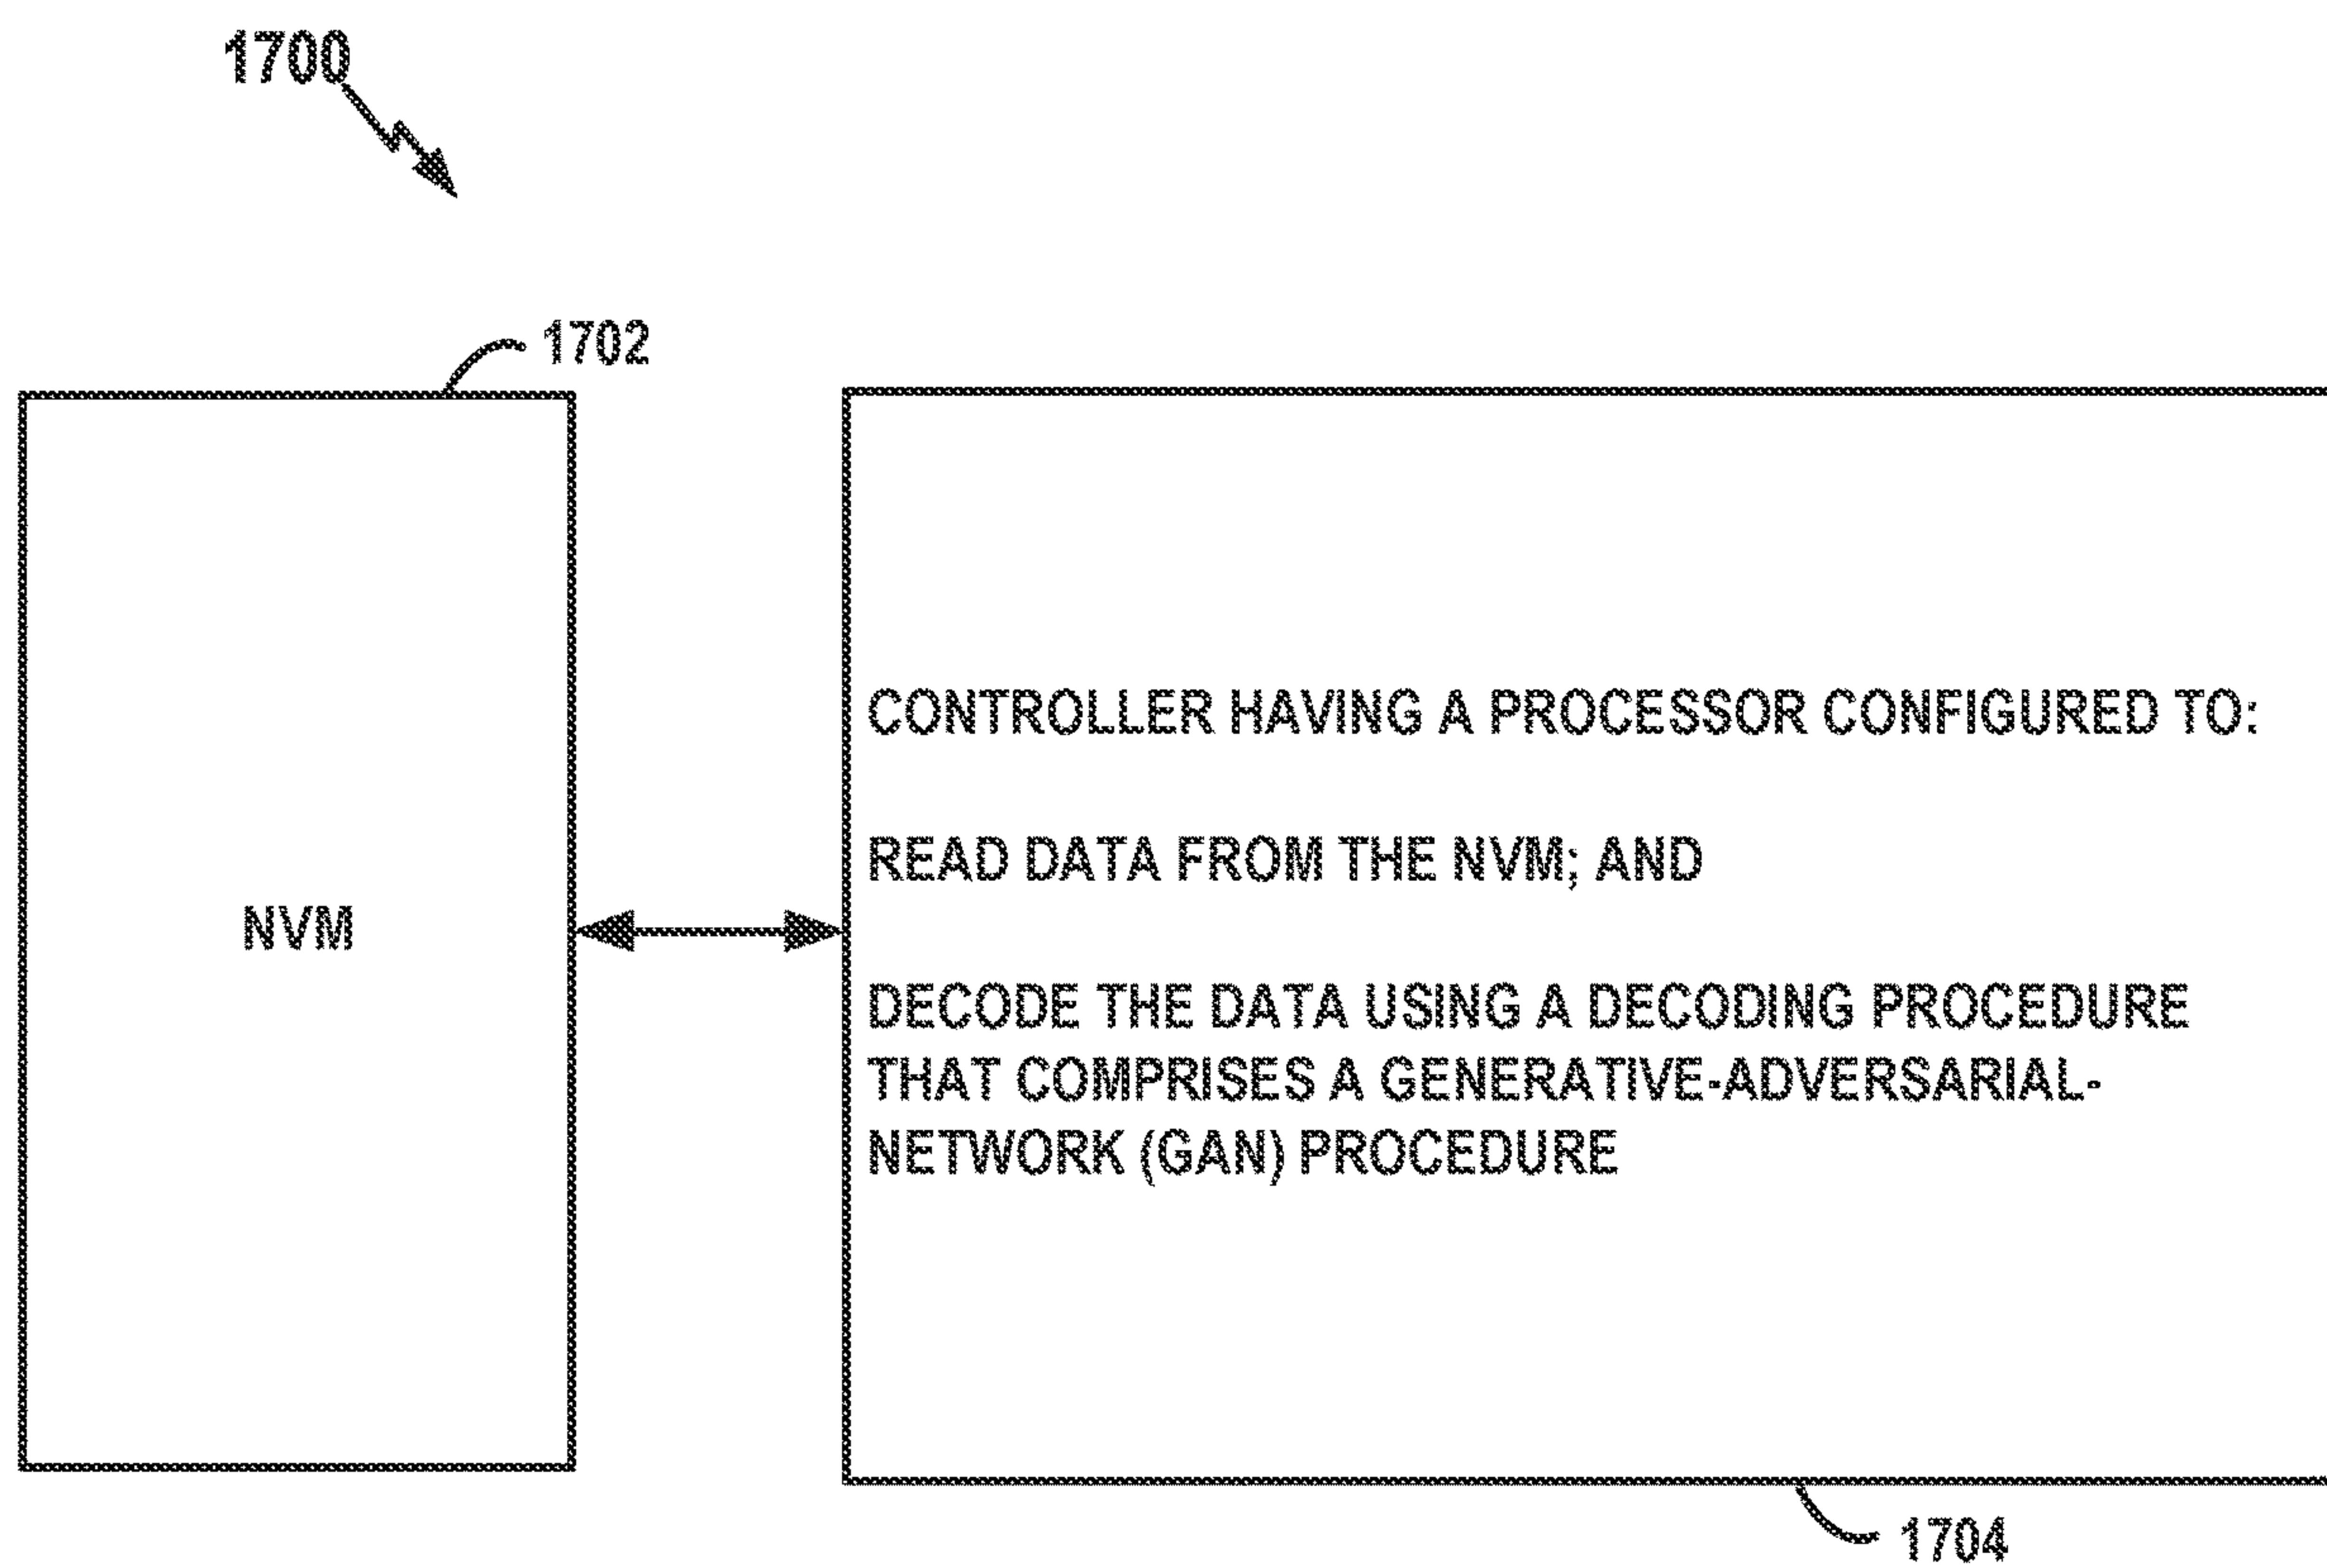 1700
1702
NVM
CONTROLLER HAVING A PROCESSOR CONFIGURED TO:
READ DATA FROM THE NVM; AND
DECODE THE DATA USING A DECODING PROCEDURE
THAT COMPRISES A GENERATIVE-ADVERSARIAL-
NETWORK (GAN) PROCEDURE
1704